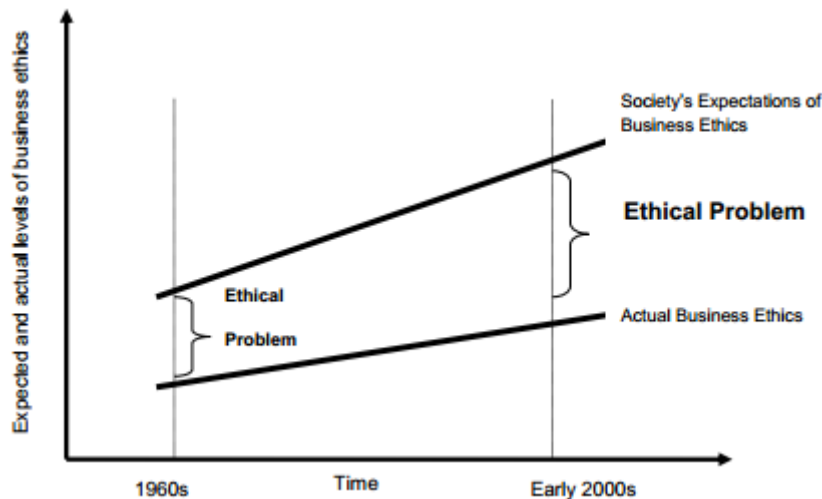 Expected and actual levels of business ethics
Society's Expectations of
Business Ethics
Ethical Problem
Ethical
Problem
Actual Business Ethics
1960s
Time
Early 2000s